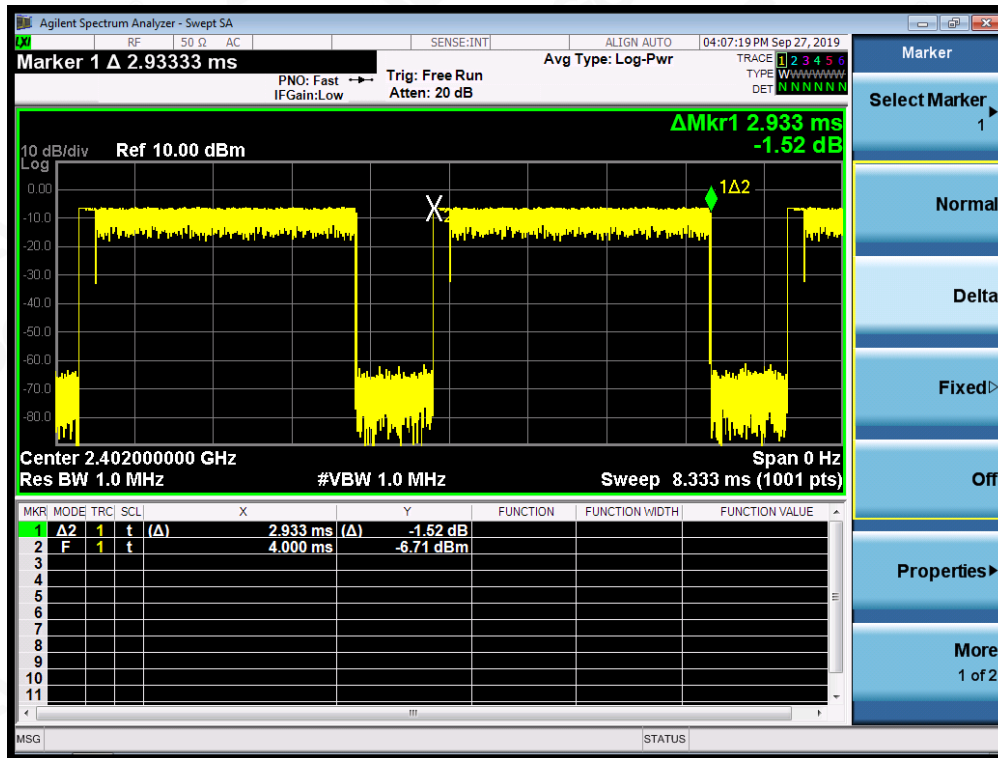 Agilent Spectrum Analyzer - Swept SA
LXI RF 50 Ω AC SENSE:INT ALIGN AUTO 04:07:19 PM Sep 27, 2019
Marker 1 Δ 2.93333 ms
PNO: Fast
IFGain:Low
Trig: Free Run
Atten: 20 dB
Avg Type: Log-Pwr
TRACE 1 2 3 4 5 6
TYPE WWWWWW
DET N N N N N N
ΔMkr1 2.933 ms
-1.52 dB
10 dB/div Ref 10.00 dBm
Log
0.00
-10.0
-20.0
-30.0
-40.0
-50.0
-60.0
-70.0
-80.0
X2
1Δ2
Center 2.402000000 GHz Span 0 Hz
Res BW 1.0 MHz #VBW 1.0 MHz Sweep 8.333 ms (1001 pts)
MKR MODE TRC SCL X Y FUNCTION FUNCTION WIDTH FUNCTION VALUE
1 Δ2 1 t (Δ) 2.933 ms (Δ) -1.52 dB
2 F 1 t 4.000 ms -6.71 dBm
3
4
5
6
7
8
9
10
11
MSG STATUS
Marker
Select Marker
1
Normal
Delta
Fixed
Off
Properties
More
1 of 2